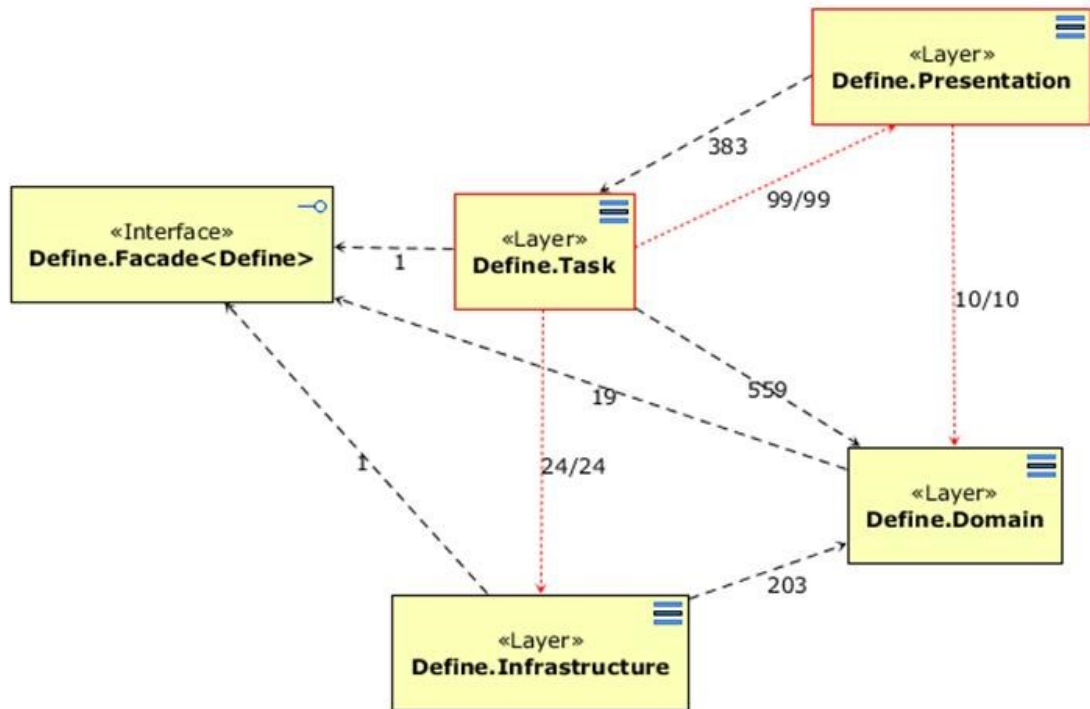 «Layer»
Define.Presentation
383
99/99
«Interface»
Define.Facade<Define>
1
«Layer»
Define.Task
10/10
559
19
1
24/24
«Layer»
Define.Domain
203
«Layer»
Define.Infrastructure